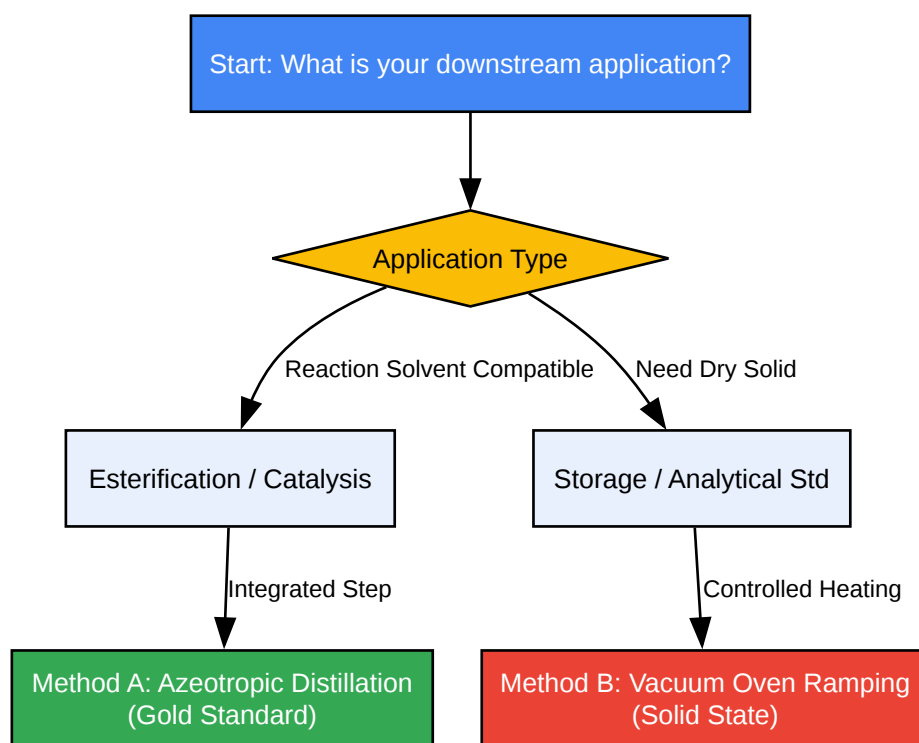 Start: What is your downstream application?
Application Type
Reaction Solvent Compatible
Need Dry Solid
Esterification / Catalysis
Storage / Analytical Std
Integrated Step
Controlled Heating
Method A: Azeotropic Distillation
(Gold Standard)
Method B: Vacuum Oven Ramping
(Solid State)